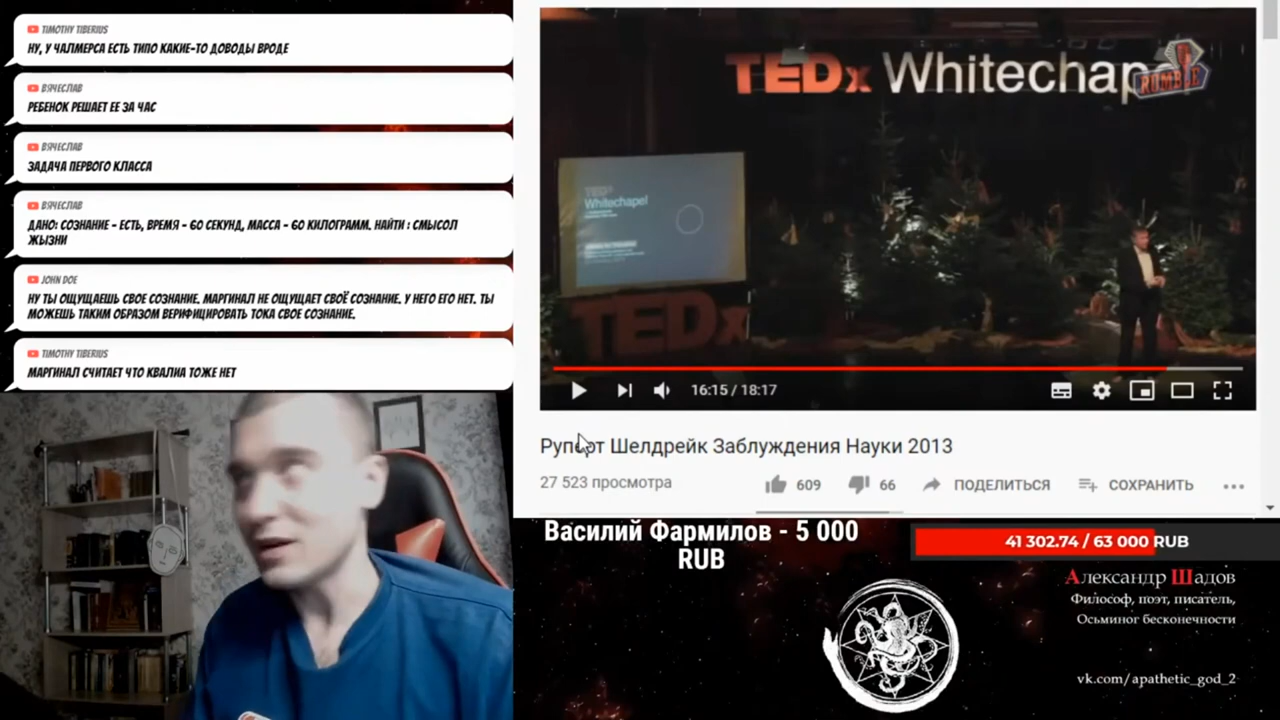 TIMOTHY TIBERIUS
НУ, У ЧАЛМЕРСА ЕСТЬ ТИПО КАКИЕ-ТО ДОВОДЫ ВРОДЕ
ВЯЧЕСЛАВ
РЕБЕНОК РЕШАЕТ ЕЕ ЗА ЧАС
ВЯЧЕСЛАВ
ЗАДАЧА ПЕРВОГО КЛАССА
ВЯЧЕСЛАВ
ДАНО: СОЗНАНИЕ - ЕСТЬ, ВРЕМЯ - 60 СЕКУНД, МАССА - 60 КИЛОГРАММ. НАЙТИ : СМЫСОЛ
ЖЫЗНИ
JOHN DOE
НУ ТЫ ОЩУЩАЕШЬ СВОЕ СОЗНАНИЕ. МАРГИНАЛ НЕ ОЩУЩАЕТ СВОЁ СОЗНАНИЕ. У НЕГО ЕГО НЕТ. ТЫ
МОЖЕШЬ ТАКИМ ОБРАЗОМ ВЕРИФИЦИРОВАТЬ ТОКА СВОЕ СОЗНАНИЕ.
TIMOTHY TIBERIUS
МАРГИНАЛ СЧИТАЕТ ЧТО КВАЛИА ТОЖЕ НЕТ
TEDx Whitechap
RUMBLE
TEDx
Whitechapel
TEDx
16:15 / 18:17
Руперт Шелдрейк Заблуждения Науки 2013
27 523 просмотра
609
66
ПОДЕЛИТЬСЯ
СОХРАНИТЬ
Василий Фармилов - 5 000
RUB
41 302.74 / 63 000 RUB
Александр Шадов
Философ, поэт, писатель,
Осьминог бесконечности
vk.com/apathetic_god_2